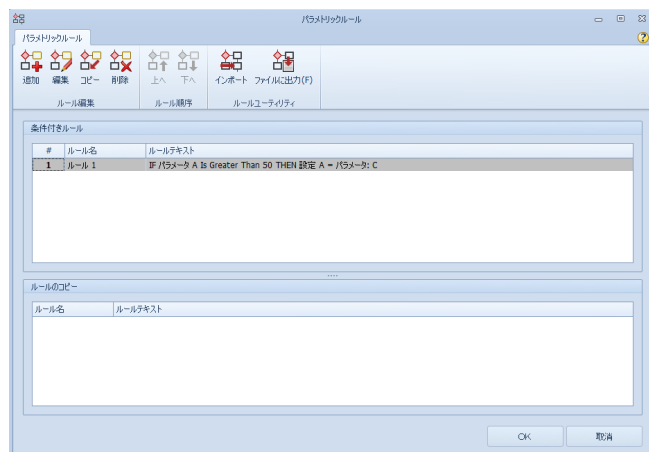 パラメトリックルール
パラメトリックルール
追加 編集 コピー 削除 上へ 下へ インポート ファイルに出力(F)
ルール編集 ルール順序 ルールユーティリティ
条件付きルール
# ルール名 ルールテキスト
1 ルール 1 IF パラメータ A Is Greater Than 50 THEN 設定 A = パラメータ: C
ルールのコピー
ルール名 ルールテキスト
OK 取消